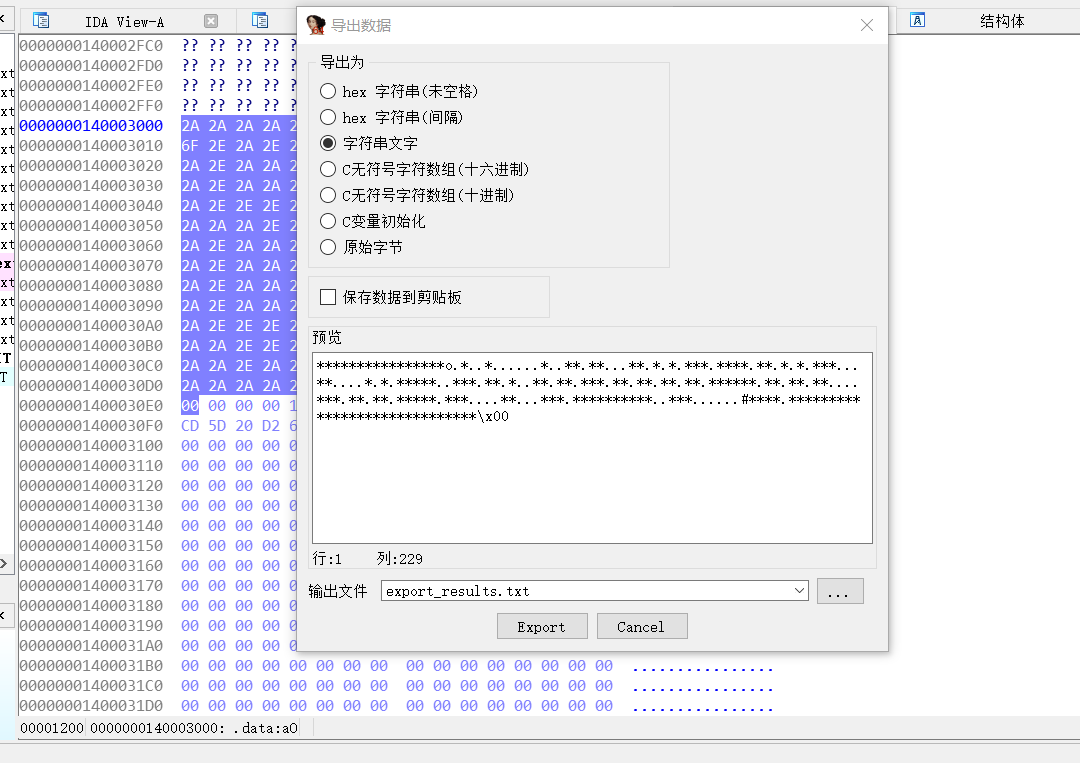 IDA View-A
导出数据
结构体
0000000140002FC0 ?? ?? ?? ?? ?
0000000140002FD0 ?? ?? ?? ?? ?
0000000140002FE0 ?? ?? ?? ?? ?
0000000140002FF0 ?? ?? ?? ?? ?
0000000140003000 2A 2A 2A 2A 2
0000000140003010 6F 2E 2A 2E 2
0000000140003020 2A 2E 2A 2A 2
0000000140003030 2A 2E 2A 2A 2
0000000140003040 2A 2E 2E 2E 2
0000000140003050 2A 2A 2A 2E 2
0000000140003060 2A 2E 2A 2A 2
0000000140003070 2A 2E 2A 2A 2
0000000140003080 2A 2E 2E 2E 2
0000000140003090 2A 2E 2A 2A 2
00000001400030A0 2A 2E 2E 2E 2
00000001400030B0 2A 2A 2E 2E 2
00000001400030C0 2A 2A 2E 2A 2
00000001400030D0 2A 2A 2A 2A 2
00000001400030E0 00 00 00 00 1
00000001400030F0 CD 5D 20 D2 6
0000000140003100 00 00 00 00 0
0000000140003110 00 00 00 00 0
0000000140003120 00 00 00 00 0
0000000140003130 00 00 00 00 0
0000000140003140 00 00 00 00 0
0000000140003150 00 00 00 00 0
0000000140003160 00 00 00 00 0
0000000140003170 00 00 00 00 0
0000000140003180 00 00 00 00 0
0000000140003190 00 00 00 00 0
00000001400031A0 00 00 00 00 0
00000001400031B0 00 00 00 00 00 00 00 00 00 00 00 00 00 00 00 00 ................
00000001400031C0 00 00 00 00 00 00 00 00 00 00 00 00 00 00 00 00 ................
00000001400031D0 00 00 00 00 00 00 00 00 00 00 00 00 00 00 00 00 ................
导出为
hex 字符串(未空格)
hex 字符串(间隔)
字符串文字
C无符号字符数组(十六进制)
C无符号字符数组(十进制)
C变量初始化
原始字节
保存数据到剪贴板
预览
****************o.*..*......*..**.**...**.*.*.***.****.**.*.*.***...
**....*.*.*****..***.**.*..**.**.***.**.**.**.**.******.**.**.**....
***.**.**.*****.***....**...***.**********..***......#****.*********
********************\x00
行:1 列:229
输出文件 export_results.txt ...
Export Cancel
00001200 0000000140003000: .data:a0